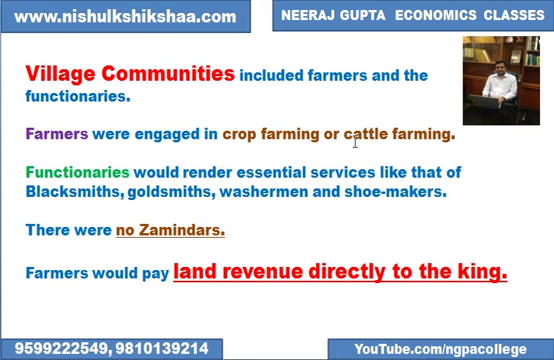 www.nishulkshikshaa.com
NEERAJ GUPTA ECONOMICS CLASSES
Village Communities included farmers and the
functionaries.
Farmers were engaged in crop farming or cattle farming.
Functionaries would render essential services like that of
Blacksmiths, goldsmiths, washermen and shoe-makers.
There were no Zamindars.
Farmers would pay land revenue directly to the king.
9599222549, 9810139214
YouTube.com/ngpacollege